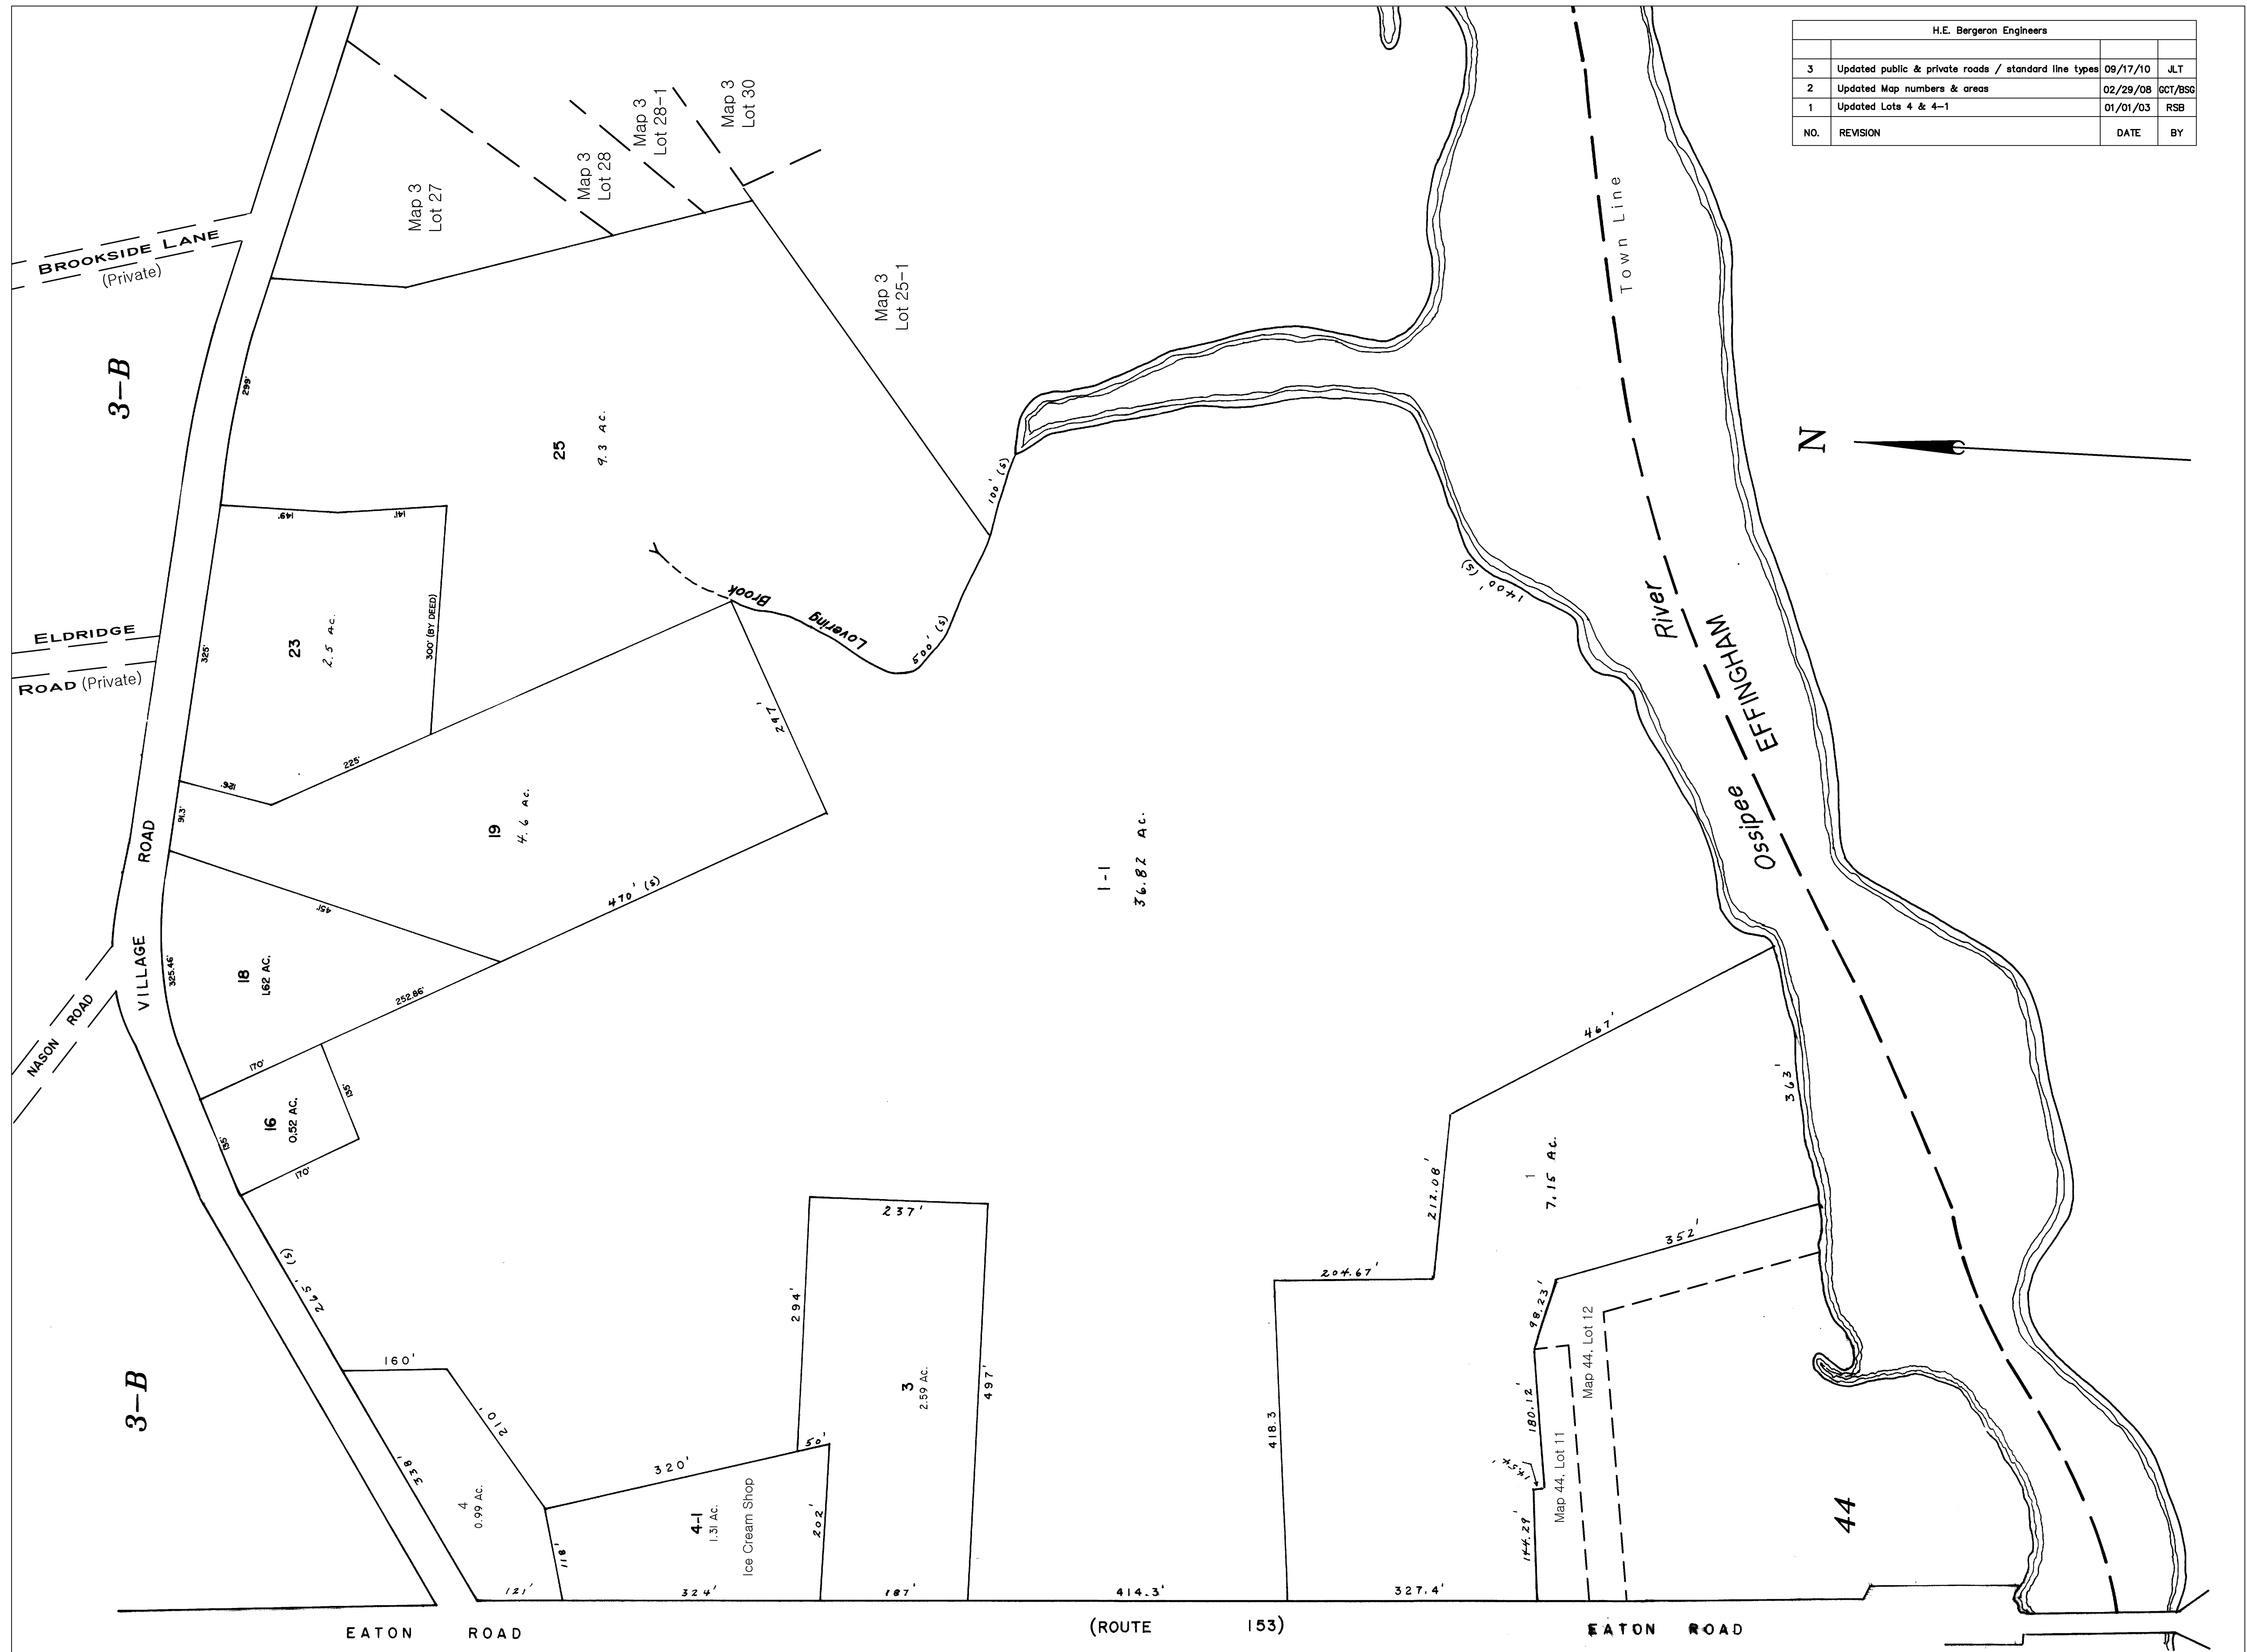 H.E. Bergeron Engineers
3 Updated public & private roads / standard line types 09/17/10 JLT
2 Updated Map numbers & areas 02/29/08 GCT/BSG
1 Updated Lots 4 & 4-1 01/01/03 RSB
NO. REVISION DATE BY
BROOKSIDE LANE
(Private)
3-B
ELDRIDGE
ROAD (Private)
NASON ROAD
VILLAGE ROAD
3-B
Map 3
Lot 27
Map 3
Lot 28
Map 3
Lot 28-1
Map 3
Lot 30
Map 3
Lot 25-1
299'
25
9.3 AC.
149'
141'
325'
23
2.5 AC.
300' (BY DEED)
126'
225'
91.3'
19
4.6 AC.
297'
451'
470' (S)
Lovering Brook
500' (S)
100' (S)
325.46'
18
1.62 AC.
252.86'
170'
16
0.52 AC.
135'
135'
170'
265' (S)
160'
210'
338'
4
0.99 Ac.
118'
121'
320'
50'
4-1
1.31 Ac.
Ice Cream Shop
202'
324'
294'
237'
3
2.59 Ac.
497'
187'
1-1
36.82 AC.
414.3'
1400' (S)
467'
363'
212.08'
1
7.15 AC.
204.67'
418.3
352'
98.23'
180.12'
144.29'
327.4'
Map 44, Lot 11
Map 44, Lot 12
44
Town Line
Ossipee River
EFFINGHAM
N
EATON ROAD
(ROUTE 153)
EATON ROAD